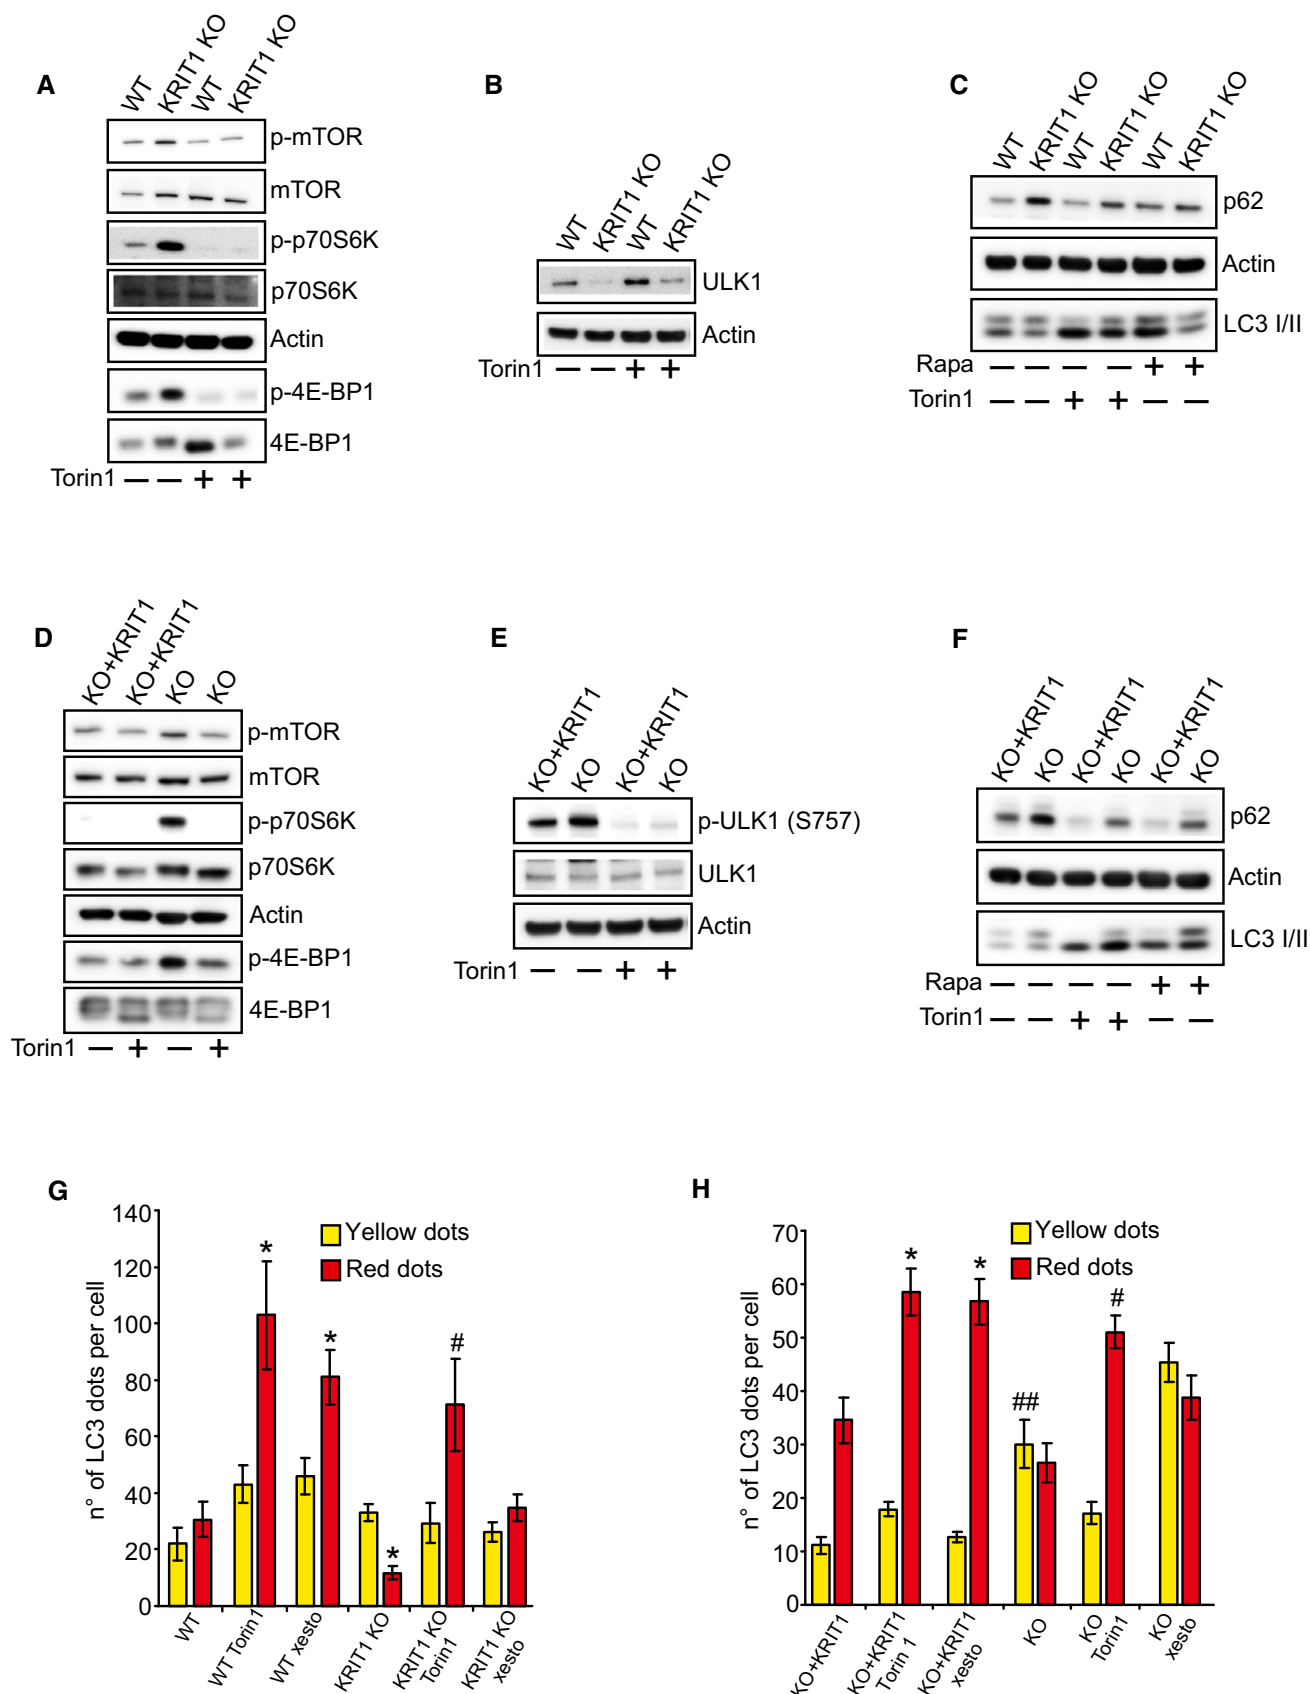 A
WT
KRIT1 KO
WT
KRIT1 KO
p-mTOR
mTOR
p-p70S6K
p70S6K
Actin
p-4E-BP1
4E-BP1
Torin1 — — + +
B
WT
KRIT1 KO
WT
KRIT1 KO
ULK1
Actin
Torin1 — — + +
C
WT
KRIT1 KO
WT
KRIT1 KO
WT
KRIT1 KO
p62
Actin
LC3 I/II
Rapa — — — — + +
Torin1 — — + + — —
D
KO+KRIT1
KO+KRIT1
KO
KO
p-mTOR
mTOR
p-p70S6K
p70S6K
Actin
p-4E-BP1
4E-BP1
Torin1 — + — +
E
KO+KRIT1
KO
KO+KRIT1
KO
p-ULK1 (S757)
ULK1
Actin
Torin1 — — + +
F
KO+KRIT1
KO
KO+KRIT1
KO
KO+KRIT1
KO
p62
Actin
LC3 I/II
Rapa — — — — + +
Torin1 — — + + — —
G
n° of LC3 dots per cell
140
120
100
80
60
40
20
0
Yellow dots
Red dots
*
*
*
#
WT
WT Torin1
WT xesto
KRIT1 KO
KRIT1 KO
Torin1
KRIT1 KO
xesto
H
n° of LC3 dots per cell
70
60
50
40
30
20
10
0
Yellow dots
Red dots
*
*
##
#
KO+KRIT1
KO+KRIT1
Torin 1
KO+KRIT1
xesto
KO
KO
Torin1
KO
xesto